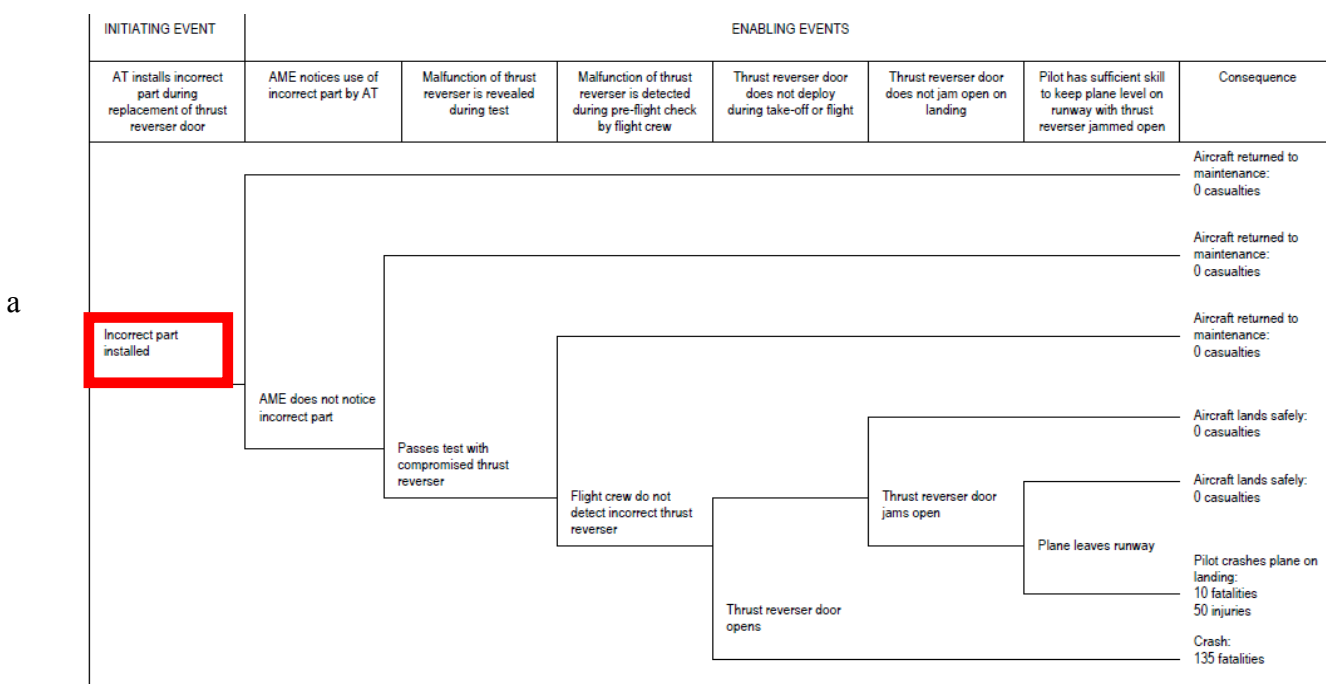 INITIATING EVENT
ENABLING EVENTS
AT installs incorrect
part during
replacement of thrust
reverser door
AME notices use of
incorrect part by AT
Malfunction of thrust
reverser is revealed
during test
Malfunction of thrust
reverser is detected
during pre-flight check
by flight crew
Thrust reverser door
does not deploy
during take-off or flight
Thrust reverser door
does not jam open on
landing
Pilot has sufficient skill
to keep plane level on
runway with thrust
reverser jammed open
Consequence
Aircraft returned to
maintenance:
0 casualties
Aircraft returned to
maintenance:
0 casualties
a
Incorrect part
installed
Aircraft returned to
maintenance:
0 casualties
AME does not notice
incorrect part
Aircraft lands safely:
0 casualties
Passes test with
compromised thrust
reverser
Aircraft lands safely:
0 casualties
Flight crew do not
detect incorrect thrust
reverser
Thrust reverser door
jams open
Plane leaves runway
Pilot crashes plane on
landing:
10 fatalities
50 injuries
Thrust reverser door
opens
Crash:
135 fatalities